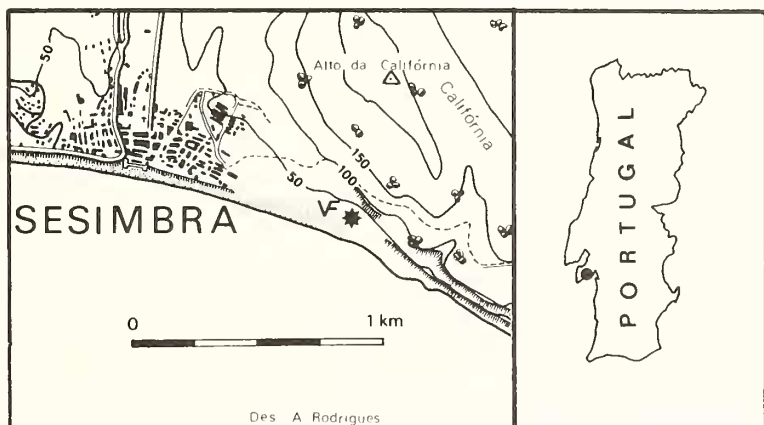 50
Alto da Califórnia
Califórnia
150
100
50
VF
SESIMBRA
0 1 km
Des A Rodrigues
PORTUGAL